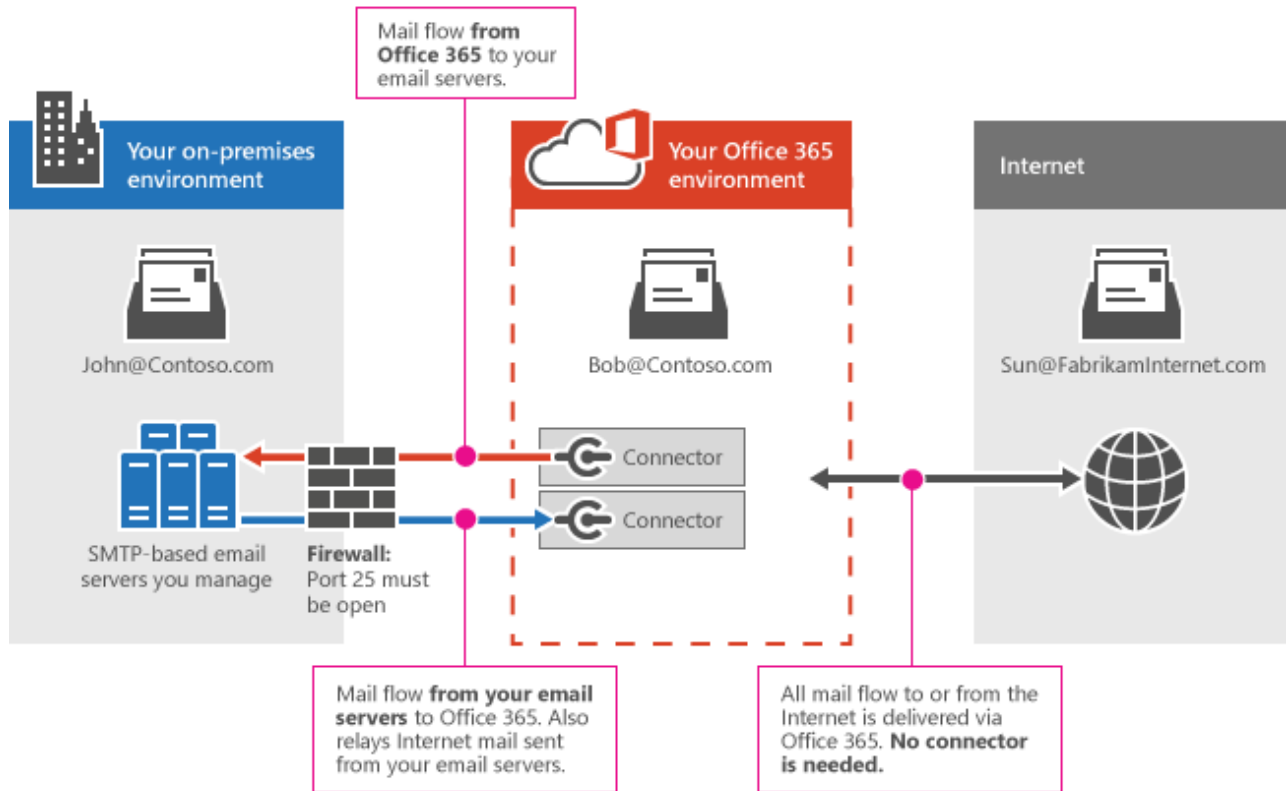 Mail flow from
Office 365 to your
email servers.
Your on-premises
environment
Your Office 365
environment
Internet
John@Contoso.com
Bob@Contoso.com
Sun@FabrikamInternet.com
Connector
Connector
SMTP-based email
servers you manage
Firewall:
Port 25 must
be open
Mail flow from your email
servers to Office 365. Also
relays Internet mail sent
from your email servers.
All mail flow to or from the
Internet is delivered via
Office 365. No connector
is needed.